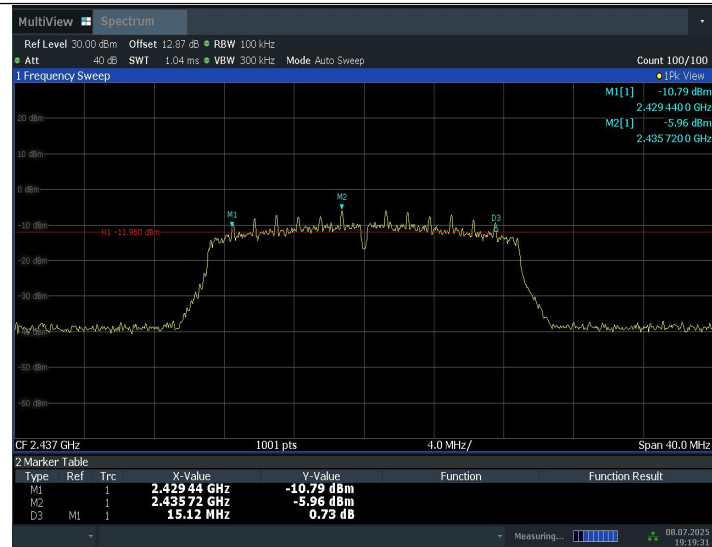 MultiView Spectrum
Ref Level 30.00 dBm Offset 12.87 dB RBW 100 kHz
Att 40 dB SWT 1.04 ms VBW 300 kHz Mode Auto Sweep Count 100/100
1 Frequency Sweep 1Pk View
M1[1] -10.79 dBm
2.429 440 0 GHz
20 dBm M2[1] -5.96 dBm
2.435 720 0 GHz
10 dBm
0 dBm
M2
M1 D3
-10 dBm
H1 -11.960 dBm
-20 dBm
-30 dBm
-50 dBm
-60 dBm
CF 2.437 GHz 1001 pts 4.0 MHz/ Span 40.0 MHz
2 Marker Table
Type Ref Trc X-Value Y-Value Function Function Result
M1 1 2.429 44 GHz -10.79 dBm
M2 1 2.435 72 GHz -5.96 dBm
D3 M1 1 15.12 MHz 0.73 dB
Measuring... 08.07.2025
19:19:31